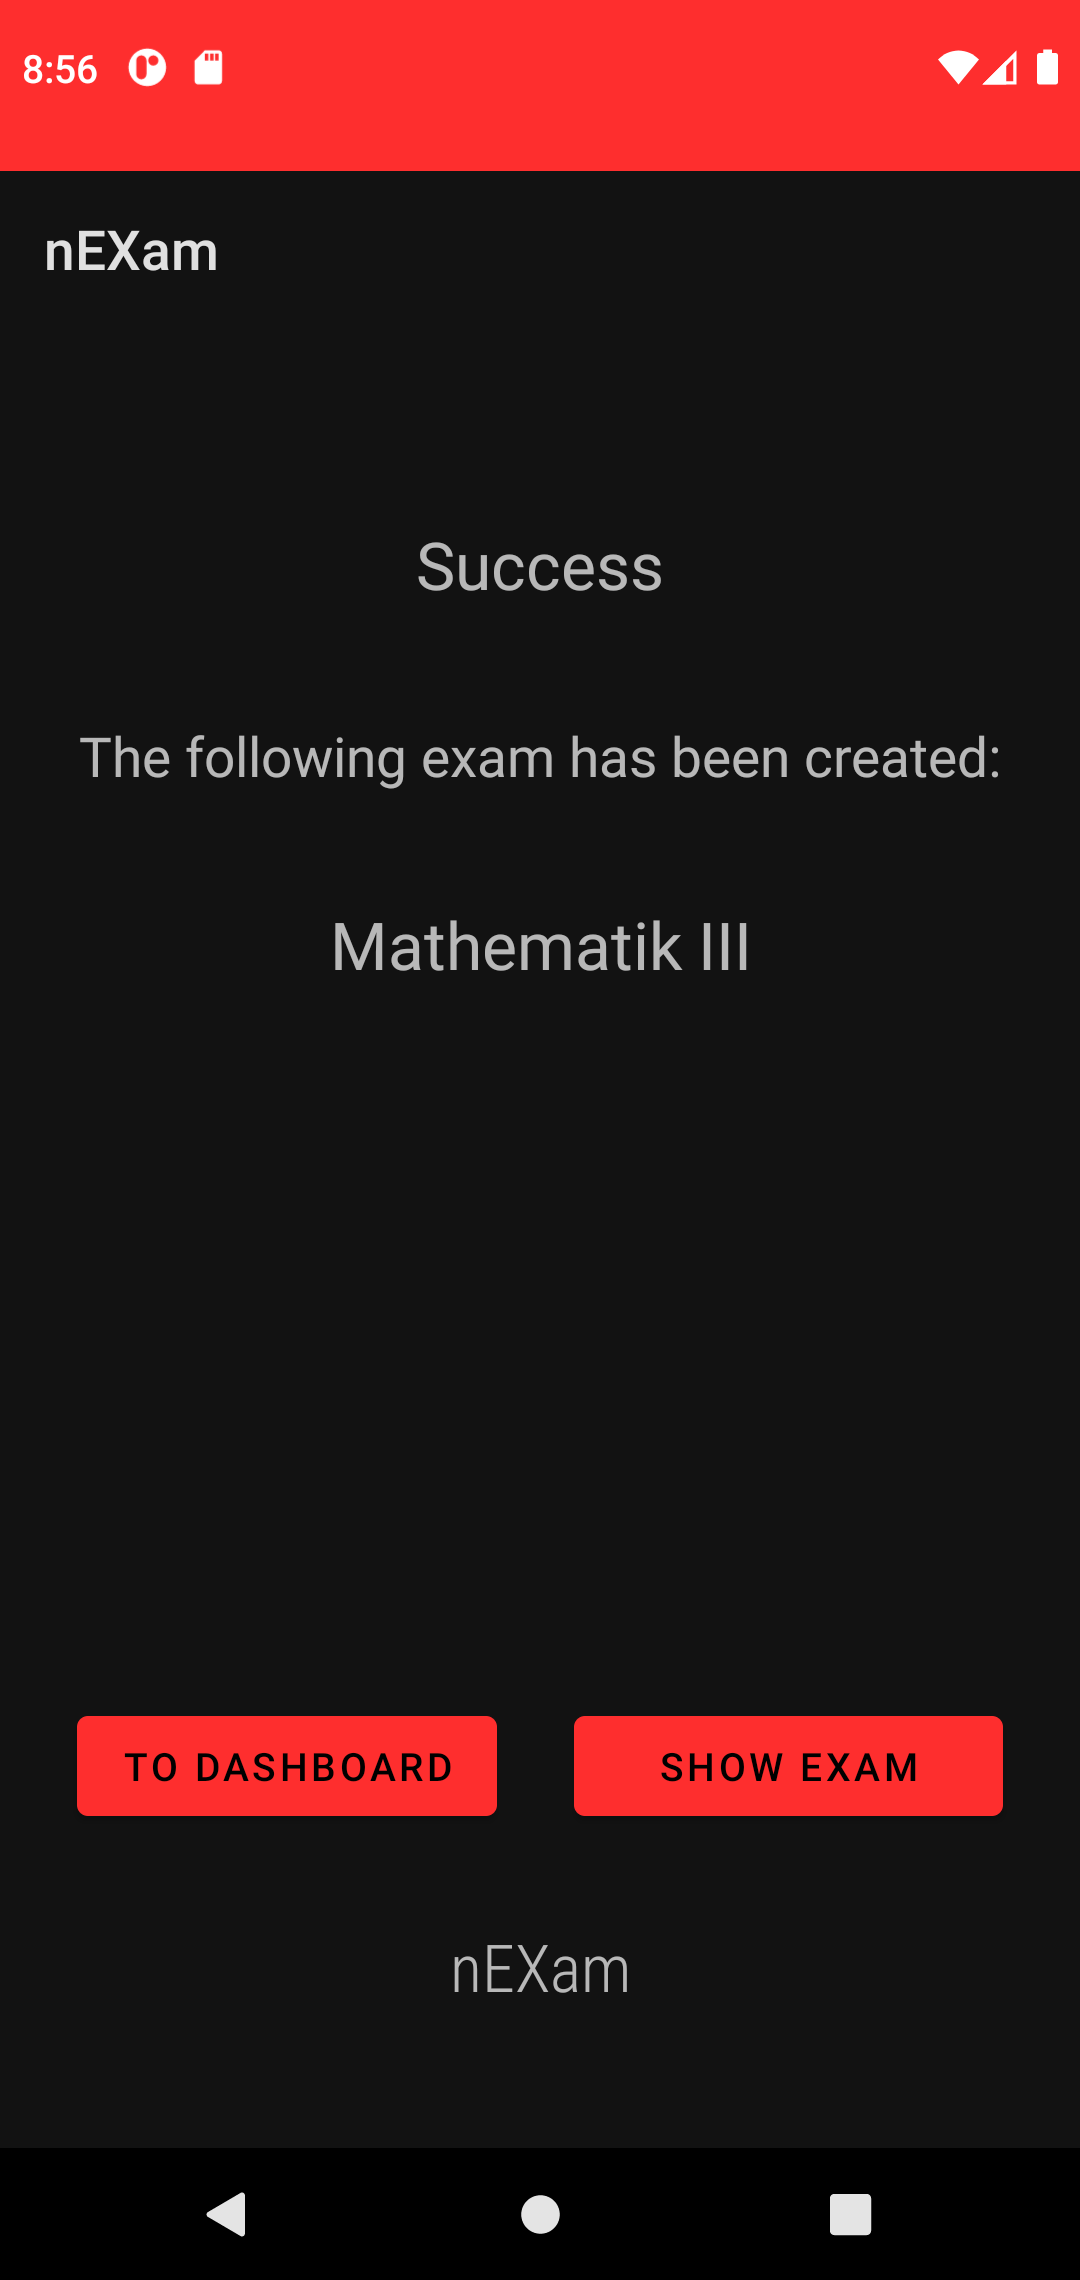 8:56
nEXam
Success
The following exam has been created:
Mathematik III
TO DASHBOARD
SHOW EXAM
nEXam